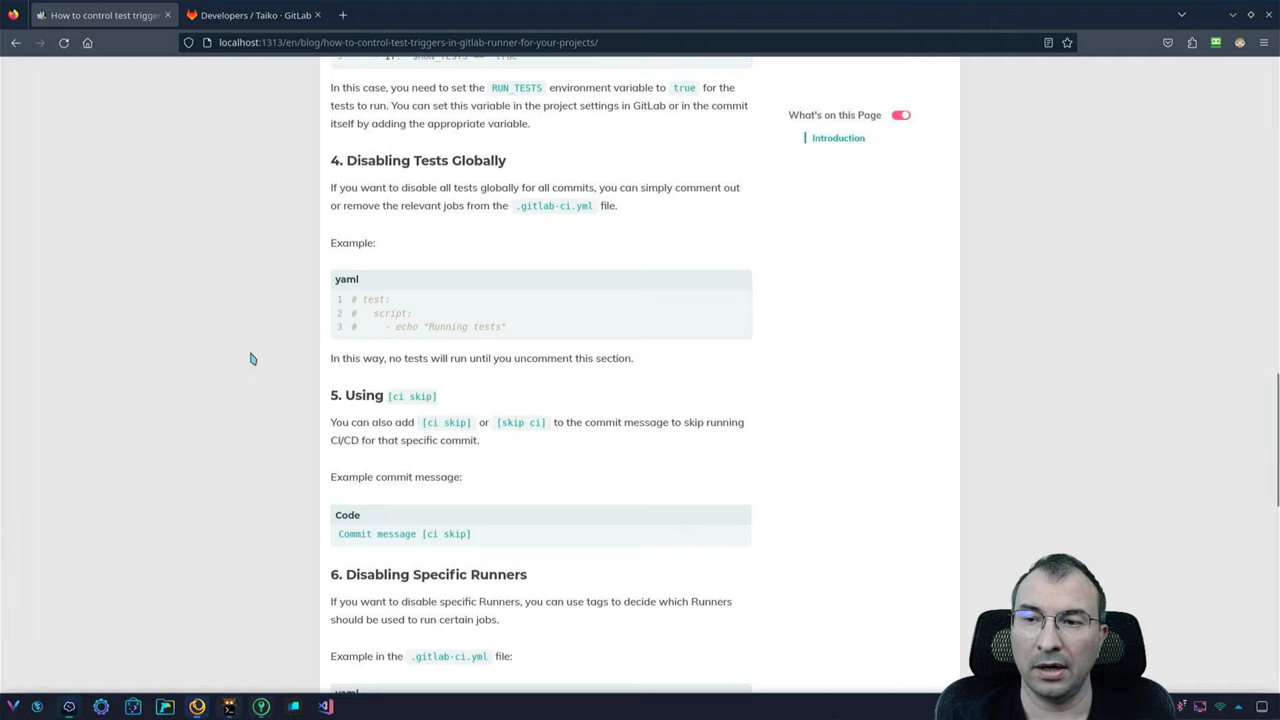 How to control test trigge
Developers / Taiko · GitLab
localhost:1313/en/blog/how-to-control-test-triggers-in-gitlab-runner-for-your-projects/
In this case, you need to set the RUN_TESTS environment variable to true for the
tests to run. You can set this variable in the project settings in GitLab or in the commit
itself by adding the appropriate variable.
What's on this Page
Introduction
4. Disabling Tests Globally
If you want to disable all tests globally for all commits, you can simply comment out
or remove the relevant jobs from the .gitlab-ci.yml file.
Example:
yaml
1 # test:
2 #   script:
3 #     - echo "Running tests"
In this way, no tests will run until you uncomment this section.
5. Using [ci skip]
You can also add [ci skip] or [skip ci] to the commit message to skip running
CI/CD for that specific commit.
Example commit message:
Code
Commit message [ci skip]
6. Disabling Specific Runners
If you want to disable specific Runners, you can use tags to decide which Runners
should be used to run certain jobs.
Example in the .gitlab-ci.yml file: